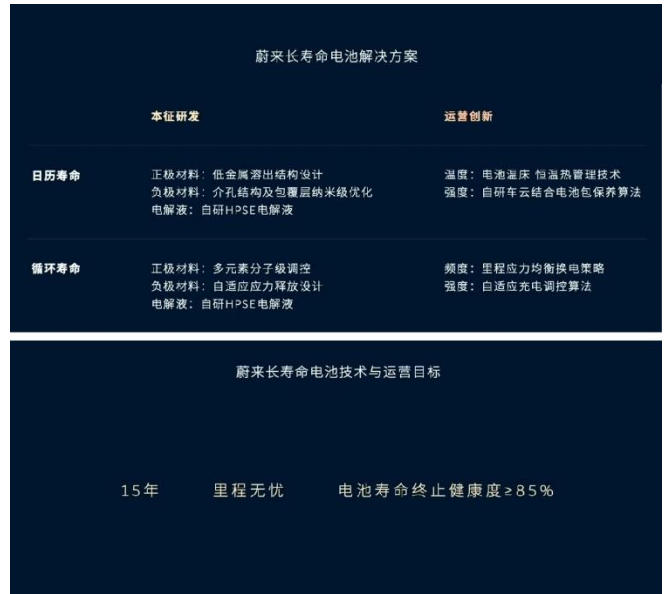 蔚来长寿命电池解决方案
本征研发 运营创新
日历寿命
正极材料：低金属溶出结构设计
负极材料：介孔结构及包覆层纳米级优化
电解液：自研HPSE电解液
温度：电池温床 恒温热管理技术
强度：自研车云结合电池包保养算法
循环寿命
正极材料：多元素分子级调控
负极材料：自适应应力释放设计
电解液：自研HPSE电解液
频度：里程应力均衡换电策略
强度：自适应充电调控算法
蔚来长寿命电池技术与运营目标
15年 里程无忧 电池寿命终止健康度≥85%